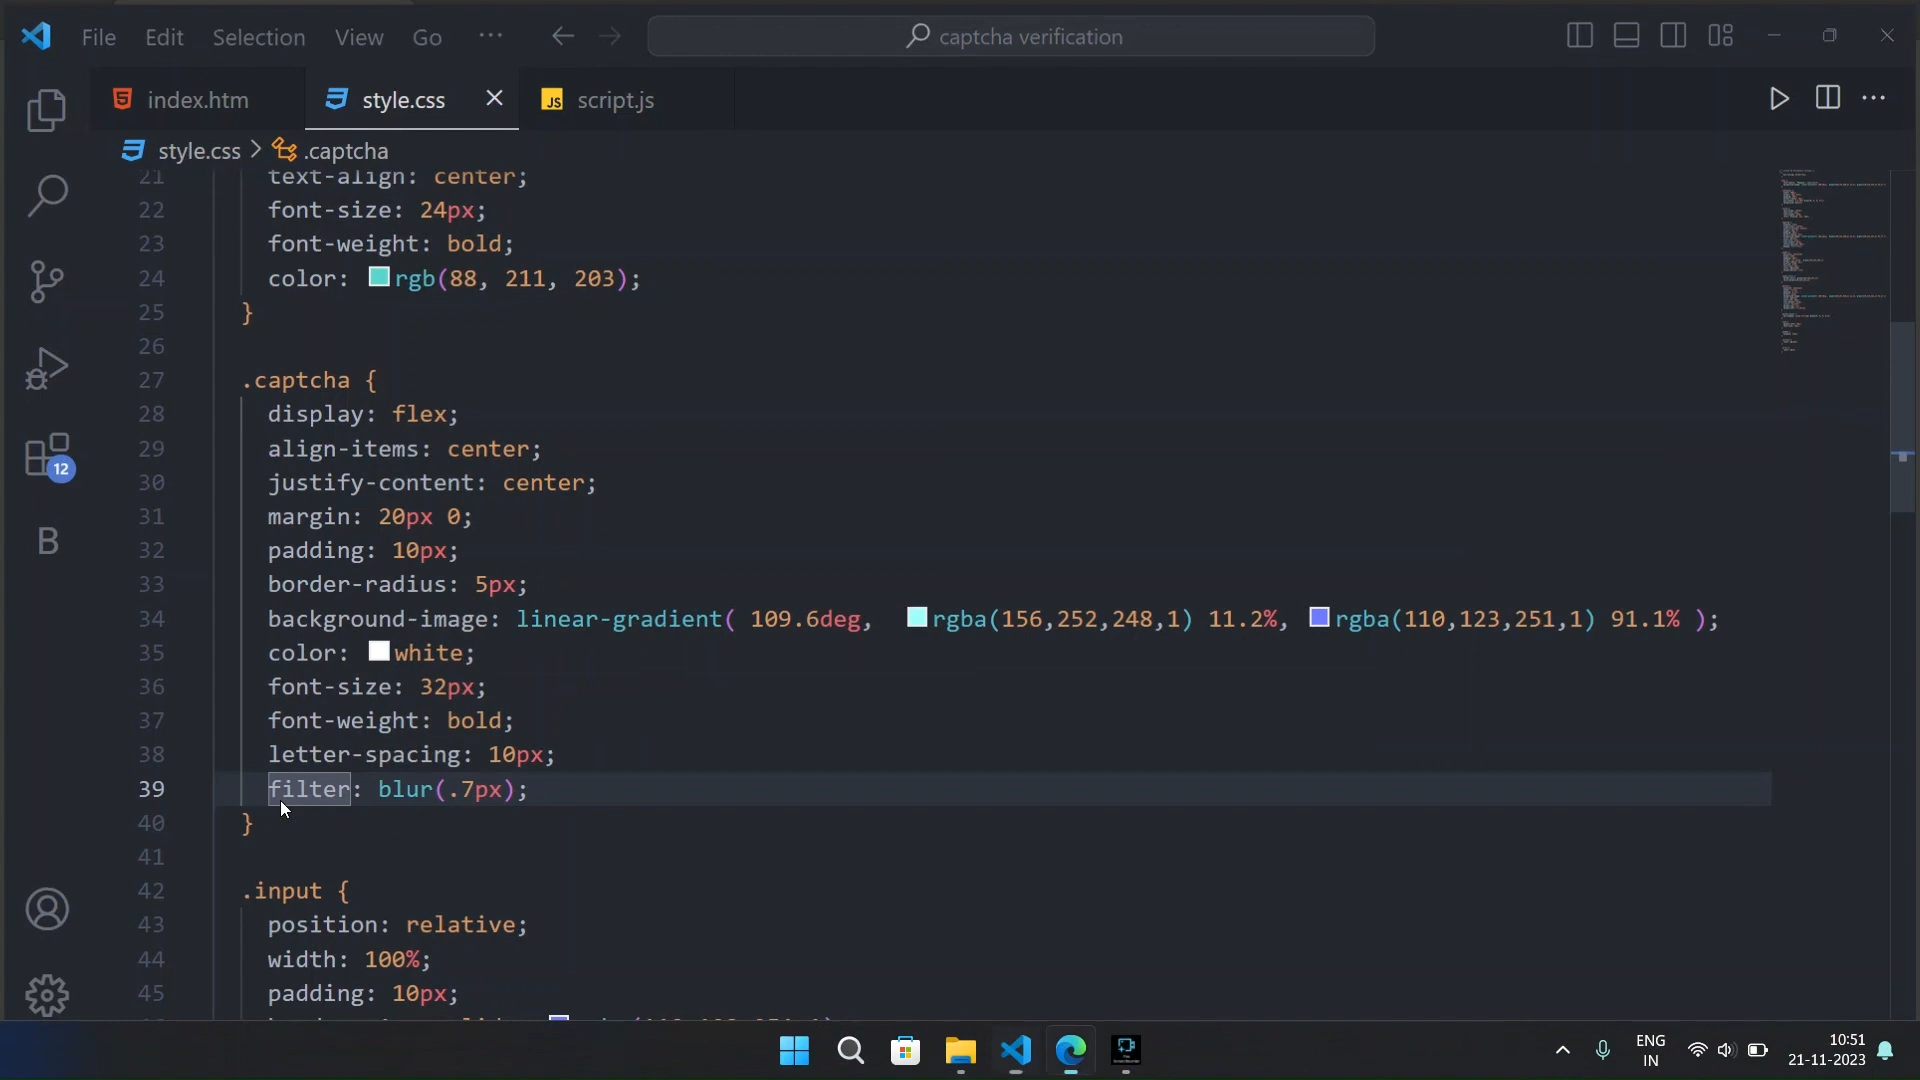 File Edit Selection View Go ··· captcha verification
index.htm style.css script.js
style.css > .captcha
21 text-align: center;
22 font-size: 24px;
23 font-weight: bold;
24 color: rgb(88, 211, 203);
25 }
26
27 .captcha {
28 display: flex;
29 align-items: center;
30 justify-content: center;
31 margin: 20px 0;
32 padding: 10px;
33 border-radius: 5px;
34 background-image: linear-gradient( 109.6deg, rgba(156,252,248,1) 11.2%, rgba(110,123,251,1) 91.1% );
35 color: white;
36 font-size: 32px;
37 font-weight: bold;
38 letter-spacing: 10px;
39 filter: blur(.7px);
40 }
41
42 .input {
43 position: relative;
44 width: 100%;
45 padding: 10px;
12
B
ENG
IN
10:51
21-11-2023